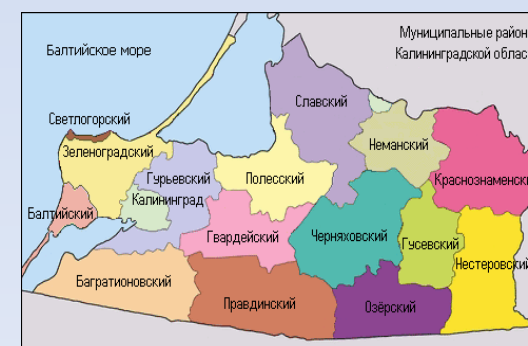 Муниципальные район
Калининградской облас
Балтийское море
Славский
Светлогорский
Зеленоградский
Неманский
Гурьевский
Полесский
Краснознаменски
Калининград
Балтийский
Гвардейский
Черняховский
Гусевский
Нестеровский
Багратионовский
Правдинский
Озёрский